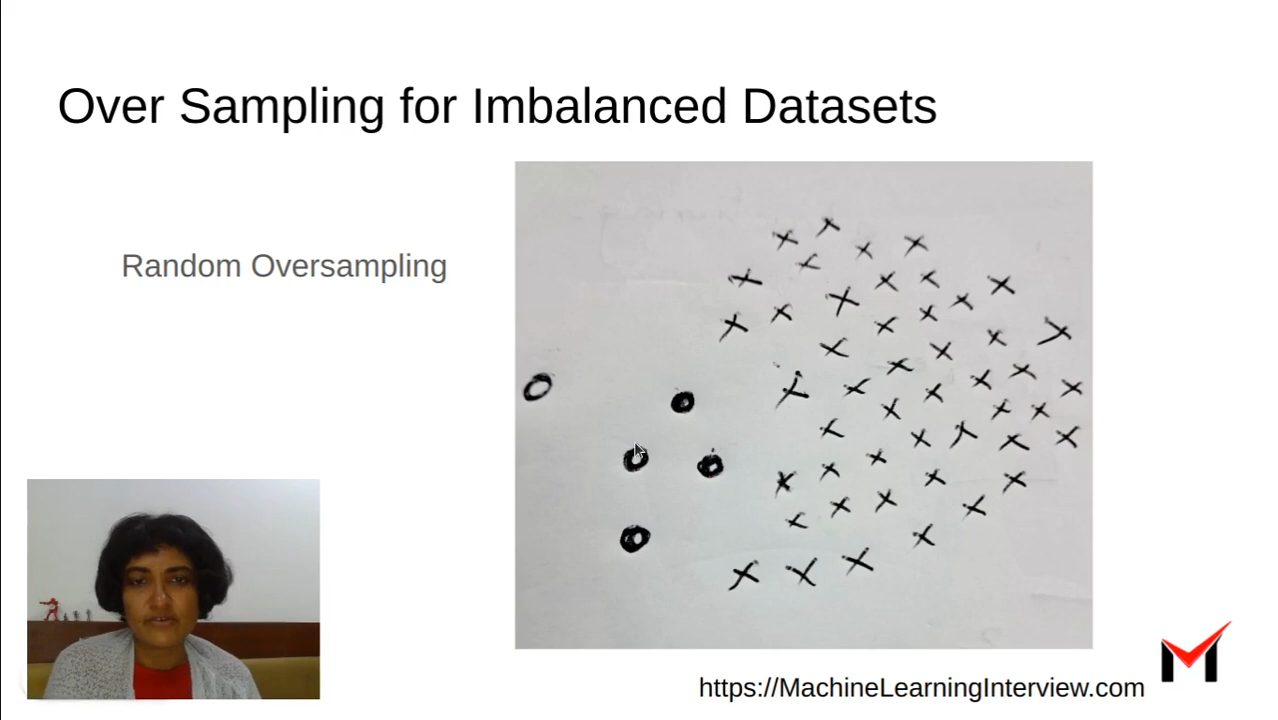 Over Sampling for Imbalanced Datasets
Random Oversampling
https://MachineLearningInterview.com